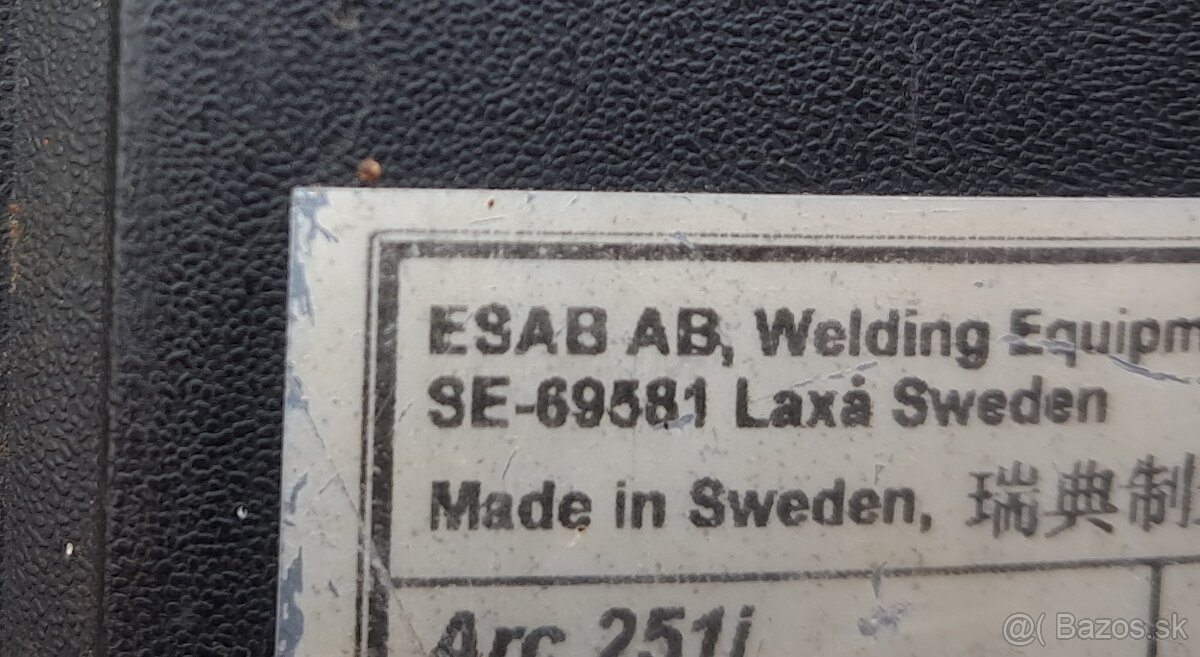 ESAB AB, Welding Equipm
SE-69581 Laxå Sweden
Made in Sweden, 瑞典制
Arc 251i
@( Bazos.sk